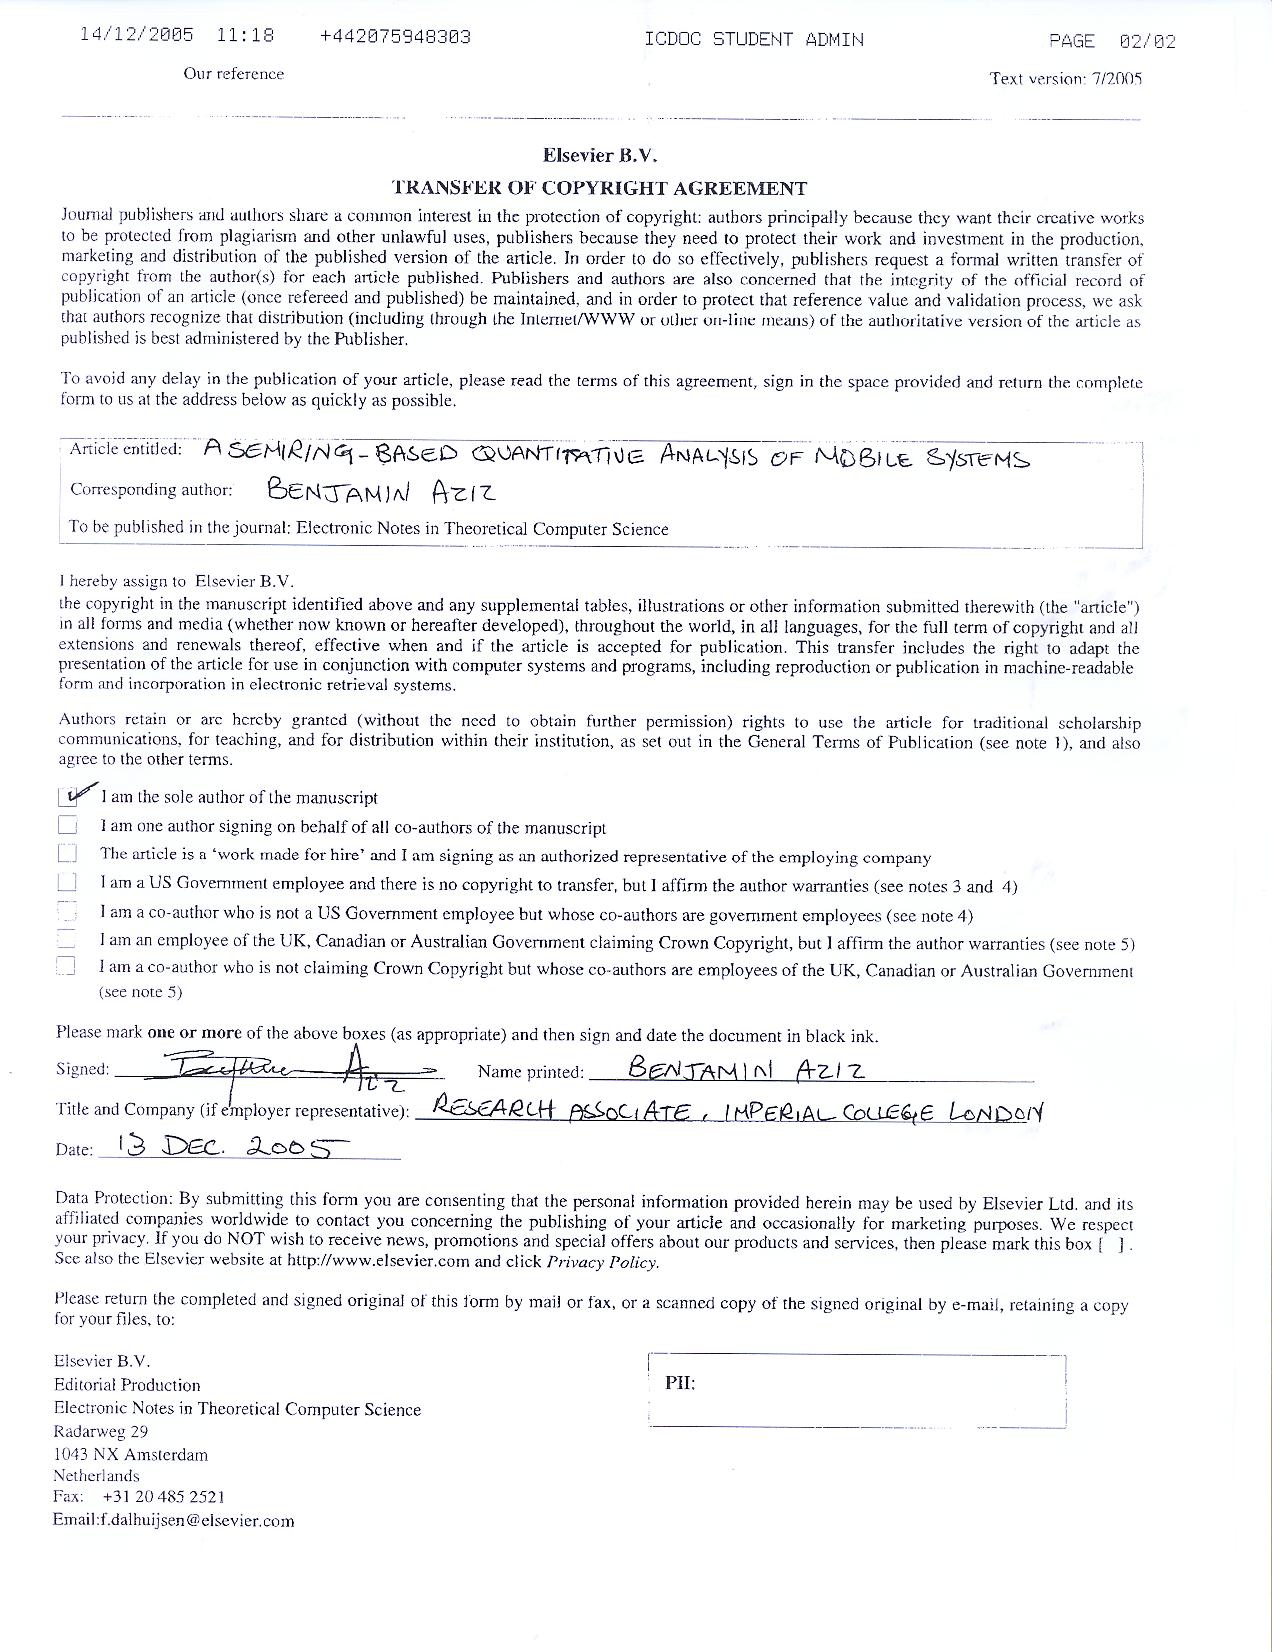 14/12/2005 11:18 +442075948303 ICDOC STUDENT ADMIN PAGE 02/02
Our reference Text version: 7/2005
Elsevier B.V.
TRANSFER OF COPYRIGHT AGREEMENT
Journal publishers and authors share a common interest in the protection of copyright: authors principally because they want their creative works
to be protected from plagiarism and other unlawful uses, publishers because they need to protect their work and investment in the production,
marketing and distribution of the published version of the article. In order to do so effectively, publishers request a formal written transfer of
copyright from the author(s) for each article published. Publishers and authors are also concerned that the integrity of the official record of
publication of an article (once refereed and published) be maintained, and in order to protect that reference value and validation process, we ask
that authors recognize that distribution (including through the Internet/WWW or other on-line means) of the authoritative version of the article as
published is best administered by the Publisher.
To avoid any delay in the publication of your article, please read the terms of this agreement, sign in the space provided and return the complete
form to us at the address below as quickly as possible.
Article entitled: A SEMIRING-BASED QUANTITATIVE ANALYSIS OF MOBILE SYSTEMS
Corresponding author: BENJAMIN AZIZ
To be published in the journal: Electronic Notes in Theoretical Computer Science
I hereby assign to Elsevier B.V.
the copyright in the manuscript identified above and any supplemental tables, illustrations or other information submitted therewith (the "article")
in all forms and media (whether now known or hereafter developed), throughout the world, in all languages, for the full term of copyright and all
extensions and renewals thereof, effective when and if the article is accepted for publication. This transfer includes the right to adapt the
presentation of the article for use in conjunction with computer systems and programs, including reproduction or publication in machine-readable
form and incorporation in electronic retrieval systems.
Authors retain or are hereby granted (without the need to obtain further permission) rights to use the article for traditional scholarship
communications, for teaching, and for distribution within their institution, as set out in the General Terms of Publication (see note 1), and also
agree to the other terms.
I am the sole author of the manuscript
I am one author signing on behalf of all co-authors of the manuscript
The article is a ‘work made for hire’ and I am signing as an authorized representative of the employing company
I am a US Government employee and there is no copyright to transfer, but I affirm the author warranties (see notes 3 and 4)
I am a co-author who is not a US Government employee but whose co-authors are government employees (see note 4)
I am an employee of the UK, Canadian or Australian Government claiming Crown Copyright, but I affirm the author warranties (see note 5)
I am a co-author who is not claiming Crown Copyright but whose co-authors are employees of the UK, Canadian or Australian Government
(see note 5)
Please mark one or more of the above boxes (as appropriate) and then sign and date the document in black ink.
Signed: Aziz Name printed: BENJAMIN AZIZ
Title and Company (if employer representative): RESEARCH ASSOCIATE, IMPERIAL COLLEGE LONDON
Date: 13 DEC. 2005
Data Protection: By submitting this form you are consenting that the personal information provided herein may be used by Elsevier Ltd. and its
affiliated companies worldwide to contact you concerning the publishing of your article and occasionally for marketing purposes. We respect
your privacy. If you do NOT wish to receive news, promotions and special offers about our products and services, then please mark this box [ ] .
See also the Elsevier website at http://www.elsevier.com and click Privacy Policy.
Please return the completed and signed original of this form by mail or fax, or a scanned copy of the signed original by e-mail, retaining a copy
for your files, to:
Elsevier B.V.
Editorial Production
PII:
Electronic Notes in Theoretical Computer Science
Radarweg 29
1043 NX Amsterdam
Netherlands
Fax: +31 20 485 2521
Email:f.dalhuijsen@elsevier.com